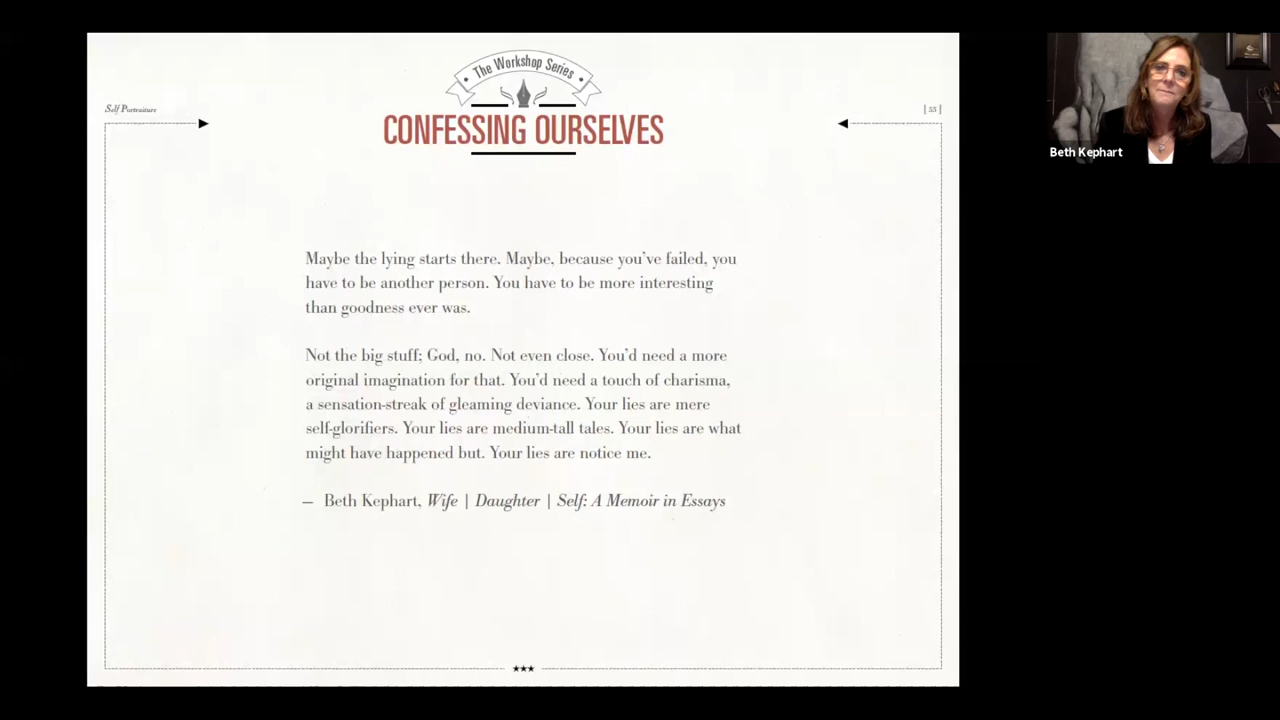 The Workshop Series
Self Portraiture
[ 53 ]
CONFESSING OURSELVES
Maybe the lying starts there. Maybe, because you’ve failed, you
have to be another person. You have to be more interesting
than goodness ever was.
Not the big stuff; God, no. Not even close. You’d need a more
original imagination for that. You’d need a touch of charisma,
a sensation-streak of gleaming deviance. Your lies are mere
self-glorifiers. Your lies are medium-tall tales. Your lies are what
might have happened but. Your lies are notice me.
— Beth Kephart, Wife | Daughter | Self: A Memoir in Essays
Beth Kephart